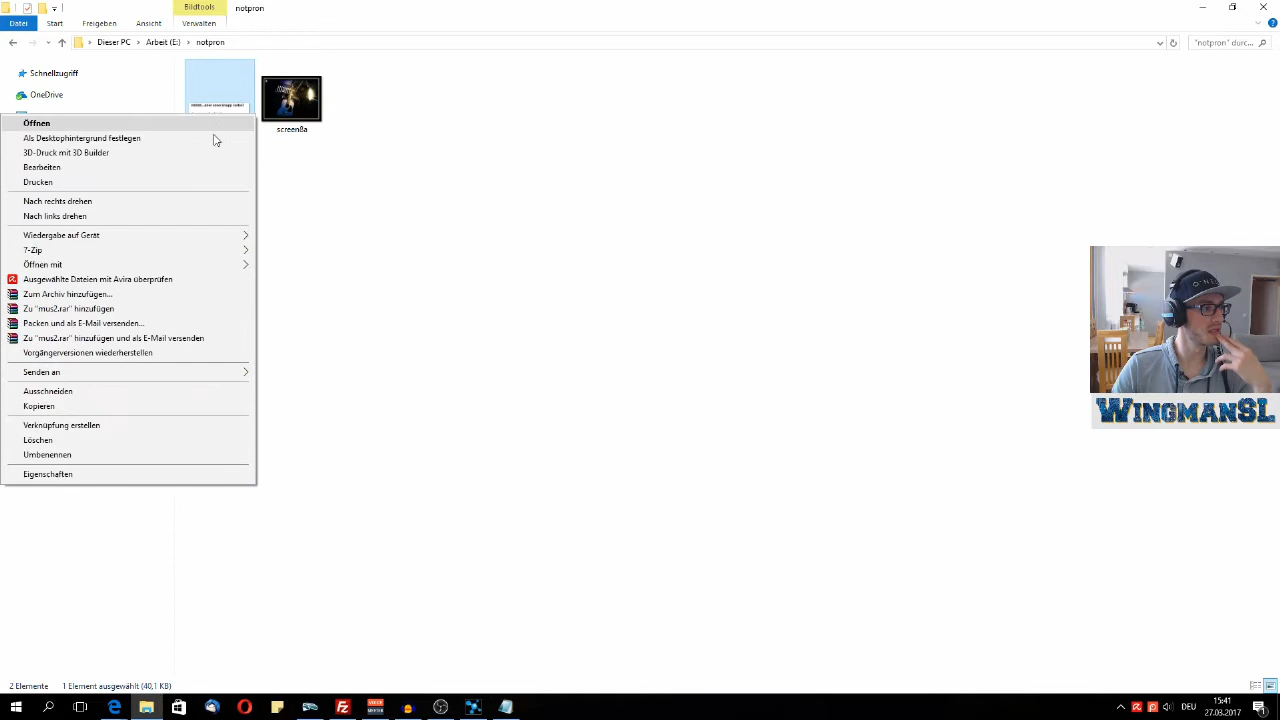 Bildtools
notpron
Datei
Start
Freigeben
Ansicht
Verwalten
Dieser PC
Arbeit (E:)
notpron
"notpron" durc...
Schnellzugriff
OneDrive
screen8a
Öffnen
Als Desktophintergrund festlegen
3D-Druck mit 3D Builder
Bearbeiten
Drucken
Nach rechts drehen
Nach links drehen
Wiedergabe auf Gerät
7-Zip
Öffnen mit
Ausgewählte Dateien mit Avira überprüfen
Zum Archiv hinzufügen...
Zu "mus2.rar" hinzufügen
Packen und als E-Mail versenden...
Zu "mus2.rar" hinzufügen und als E-Mail versenden
Vorgängerversionen wiederherstellen
Senden an
Ausschneiden
Kopieren
Verknüpfung erstellen
Löschen
Umbenennen
Eigenschaften
WINGMANSL
2 Elemente
1 Element ausgewählt (40,1 KB)
DEU
15:41
27.03.2017